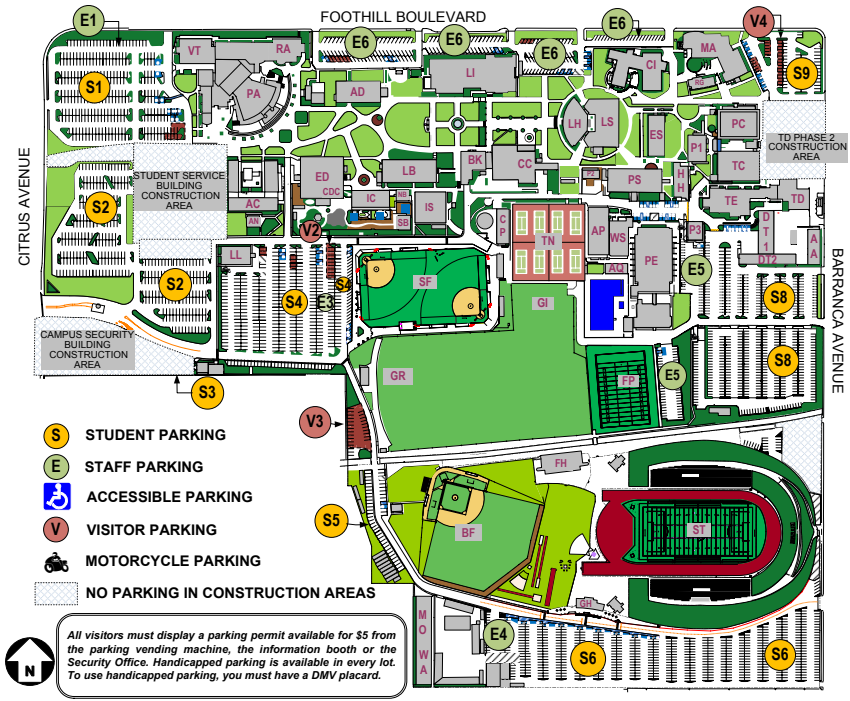 FOOTHILL BOULEVARD
E1
E6
E6
E6
E6
V4
VT
RA
MA
LI
CI
S1
S9
PA
AD
RG
LH
LS
ES
PC
TD PHASE 2
CONSTRUCTION
AREA
P1
BK
CC
TC
CITRUS AVENUE
STUDENT SERVICE
BUILDING
CONSTRUCTION
AREA
ED
CDC
LB
P2
PS
H
H
S2
AC
IC
NB
SB
IS
TE
TD
AN
V2
C
P
TN
AP
WS
P3
D
T
1
A
A
LL
PE
DT2
BARRANCA AVENUE
S2
S4
S4
E3
SF
AQ
E5
S8
GI
CAMPUS SECURITY
BUILDING
CONSTRUCTION
AREA
S8
S3
GR
FP
E5
V3
S STUDENT PARKING
E STAFF PARKING
ACCESSIBLE PARKING
V VISITOR PARKING
MOTORCYCLE PARKING
NO PARKING IN CONSTRUCTION AREAS
FH
S5
BF
ST
GH
M
O
W
A
E4
S6
S6
All visitors must display a parking permit available for $5 from
the parking vending machine, the information booth or the
Security Office. Handicapped parking is available in every lot.
To use handicapped parking, you must have a DMV placard.
N